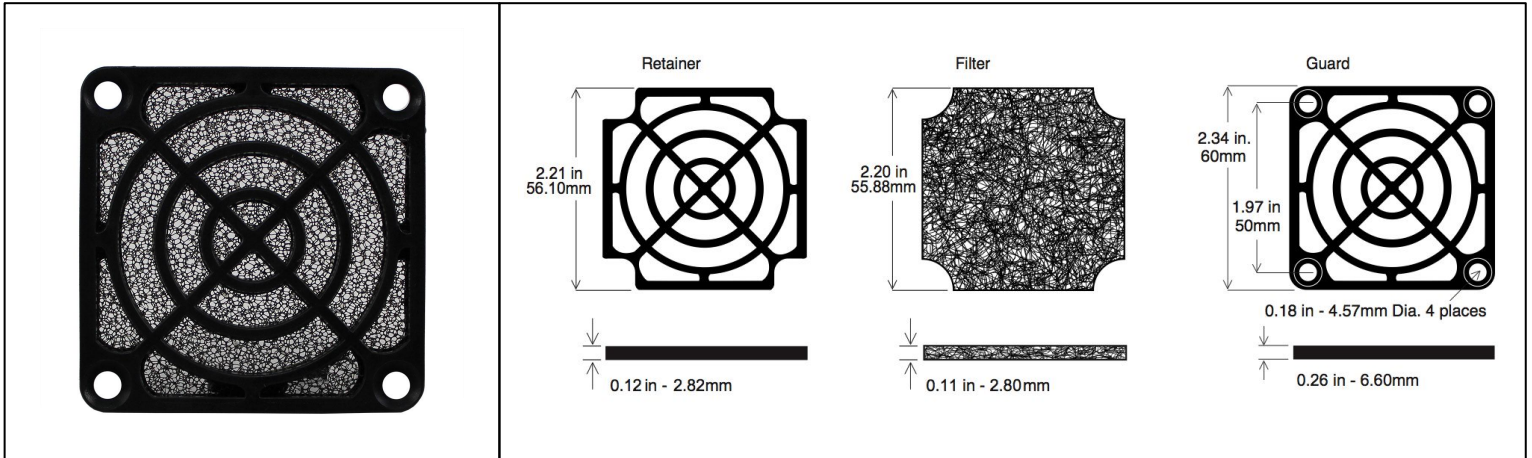 Retainer
2.21 in
56.10mm
0.12 in - 2.82mm
Filter
2.20 in
55.88mm
0.11 in - 2.80mm
Guard
2.34 in.
60mm
1.97 in
50mm
0.18 in - 4.57mm Dia. 4 places
0.26 in - 6.60mm